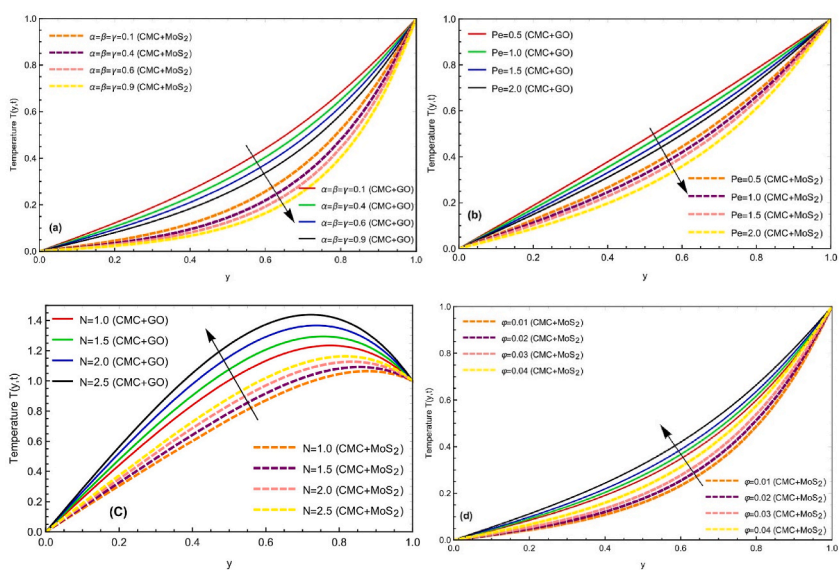 α=β=γ=0.1 (CMC+MoS₂)
α=β=γ=0.4 (CMC+MoS₂)
α=β=γ=0.6 (CMC+MoS₂)
α=β=γ=0.9 (CMC+MoS₂)
α=β=γ=0.1 (CMC+GO)
α=β=γ=0.4 (CMC+GO)
α=β=γ=0.6 (CMC+GO)
α=β=γ=0.9 (CMC+GO)
Temperature T(y,t)
1.0
0.8
0.6
0.4
0.2
0.0
(a)
0.0 0.2 0.4 0.6 0.8 1.0
y
Pe=0.5 (CMC+GO)
Pe=1.0 (CMC+GO)
Pe=1.5 (CMC+GO)
Pe=2.0 (CMC+GO)
Pe=0.5 (CMC+MoS₂)
Pe=1.0 (CMC+MoS₂)
Pe=1.5 (CMC+MoS₂)
Pe=2.0 (CMC+MoS₂)
Temperature T(y,t)
1.0
0.8
0.6
0.4
0.2
0.0
(b)
0.0 0.2 0.4 0.6 0.8 1.0
y
N=1.0 (CMC+GO)
N=1.5 (CMC+GO)
N=2.0 (CMC+GO)
N=2.5 (CMC+GO)
N=1.0 (CMC+MoS₂)
N=1.5 (CMC+MoS₂)
N=2.0 (CMC+MoS₂)
N=2.5 (CMC+MoS₂)
Temperature T(y,t)
1.4
1.2
1.0
0.8
0.6
0.4
0.2
0.0
(C)
0.0 0.2 0.4 0.6 0.8 1.0
y
φ=0.01 (CMC+MoS₂)
φ=0.02 (CMC+MoS₂)
φ=0.03 (CMC+MoS₂)
φ=0.04 (CMC+MoS₂)
φ=0.01 (CMC+MoS₂)
φ=0.02 (CMC+MoS₂)
φ=0.03 (CMC+MoS₂)
φ=0.04 (CMC+MoS₂)
Temperature T(y,t)
1.0
0.8
0.6
0.4
0.2
0.0
(d)
0.0 0.2 0.4 0.6 0.8 1.0
y